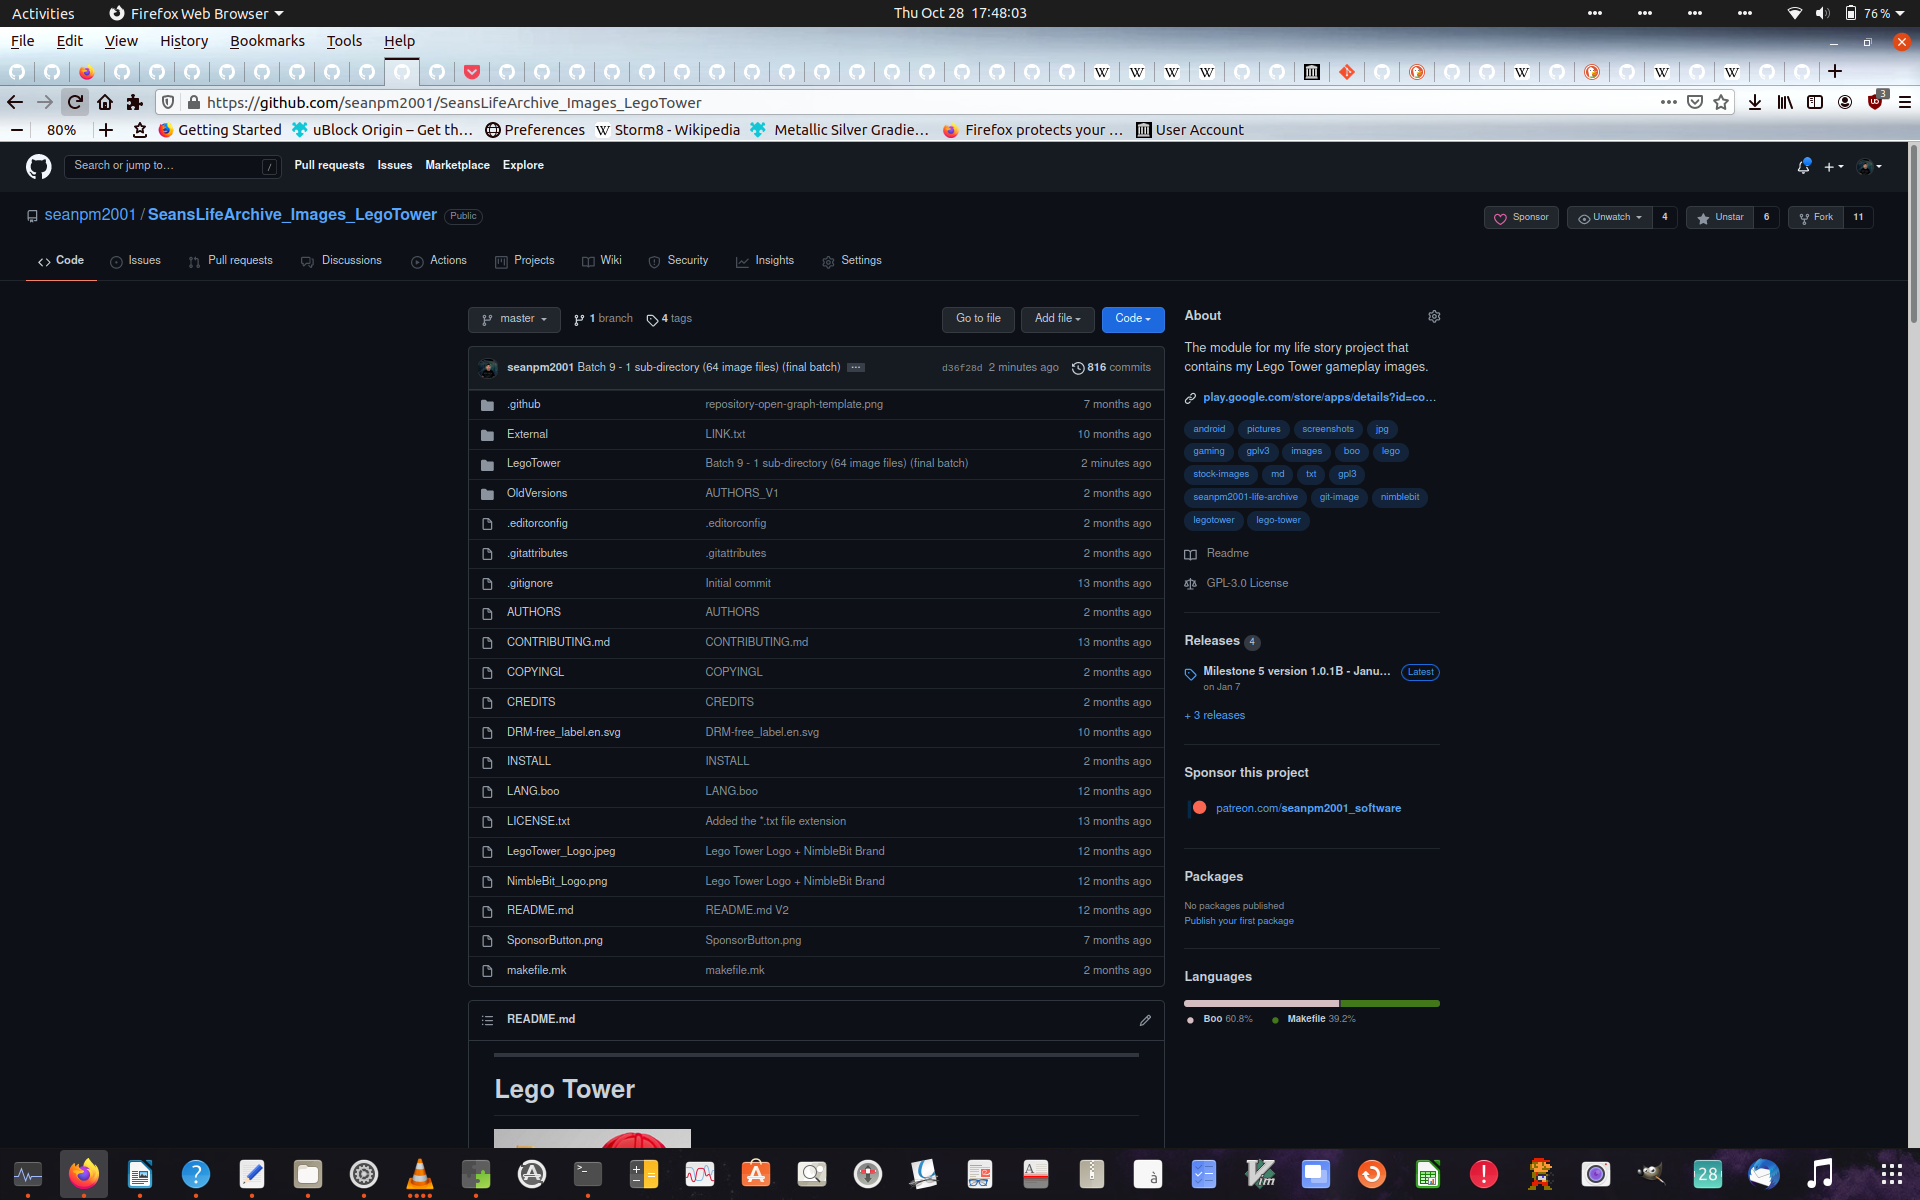 Activities Firefox Web Browser Thu Oct 28 17:48:03 76 %
File Edit View History Bookmarks Tools Help
https://github.com/seanpm2001/SeansLifeArchive_Images_LegoTower 3
80% Getting Started uBlock Origin – Get th… Preferences Storm8 - Wikipedia Metallic Silver Gradie… Firefox protects your … User Account
Search or jump to… / Pull requests Issues Marketplace Explore
seanpm2001 / SeansLifeArchive_Images_LegoTower Public Sponsor Unwatch 4 Unstar 6 Fork 11
Code Issues Pull requests Discussions Actions Projects Wiki Security Insights Settings
master 1 branch 4 tags Go to file Add file Code
seanpm2001 Batch 9 - 1 sub-directory (64 image files) (final batch) … d36f28d 2 minutes ago 816 commits
.github repository-open-graph-template.png 7 months ago
External LINK.txt 10 months ago
LegoTower Batch 9 - 1 sub-directory (64 image files) (final batch) 2 minutes ago
OldVersions AUTHORS_V1 2 months ago
.editorconfig .editorconfig 2 months ago
.gitattributes .gitattributes 2 months ago
.gitignore Initial commit 13 months ago
AUTHORS AUTHORS 2 months ago
CONTRIBUTING.md CONTRIBUTING.md 13 months ago
COPYINGL COPYINGL 2 months ago
CREDITS CREDITS 2 months ago
DRM-free_label.en.svg DRM-free_label.en.svg 10 months ago
INSTALL INSTALL 2 months ago
LANG.boo LANG.boo 12 months ago
LICENSE.txt Added the *.txt file extension 13 months ago
LegoTower_Logo.jpeg Lego Tower Logo + NimbleBit Brand 12 months ago
NimbleBit_Logo.png Lego Tower Logo + NimbleBit Brand 12 months ago
README.md README.md V2 12 months ago
SponsorButton.png SponsorButton.png 7 months ago
makefile.mk makefile.mk 2 months ago
README.md
Lego Tower
About
The module for my life story project that
contains my Lego Tower gameplay images.
play.google.com/store/apps/details?id=co…
android pictures screenshots jpg
gaming gplv3 images boo lego
stock-images md txt gpl3
seanpm2001-life-archive git-image nimblebit
legotower lego-tower
Readme
GPL-3.0 License
Releases 4
Milestone 5 version 1.0.1B - Janu… Latest
on Jan 7
+ 3 releases
Sponsor this project
patreon.com/seanpm2001_software
Packages
No packages published
Publish your first package
Languages
Boo 60.8% Makefile 39.2%
28